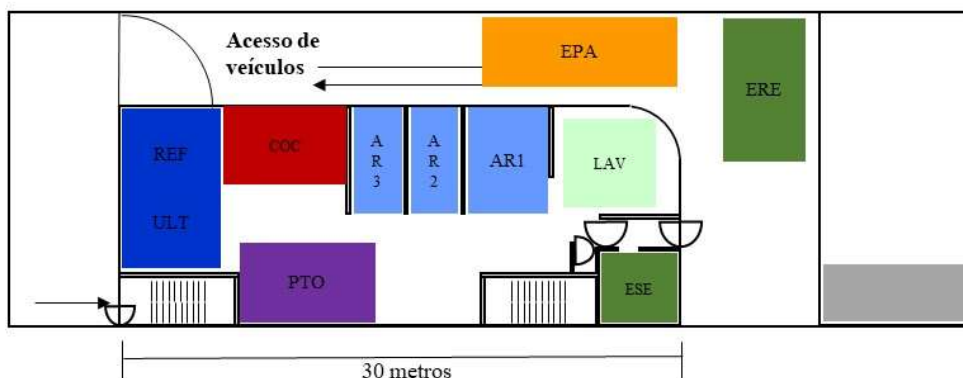 Acesso de
veículos
EPA
ERE
REF
COC
A
R
3
A
R
2
AR1
LAV
ULT
PTO
ESE
30 metros